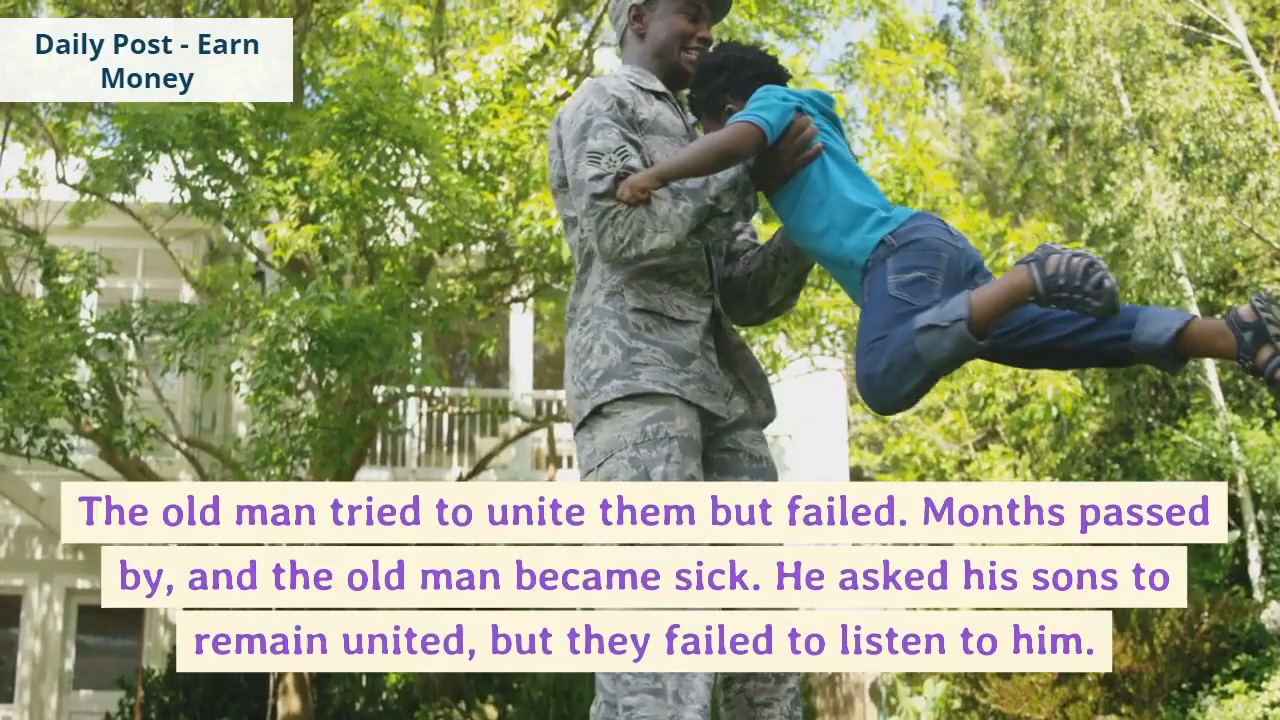 Daily Post - Earn
Money
The old man tried to unite them but failed. Months passed
by, and the old man became sick. He asked his sons to
remain united, but they failed to listen to him.